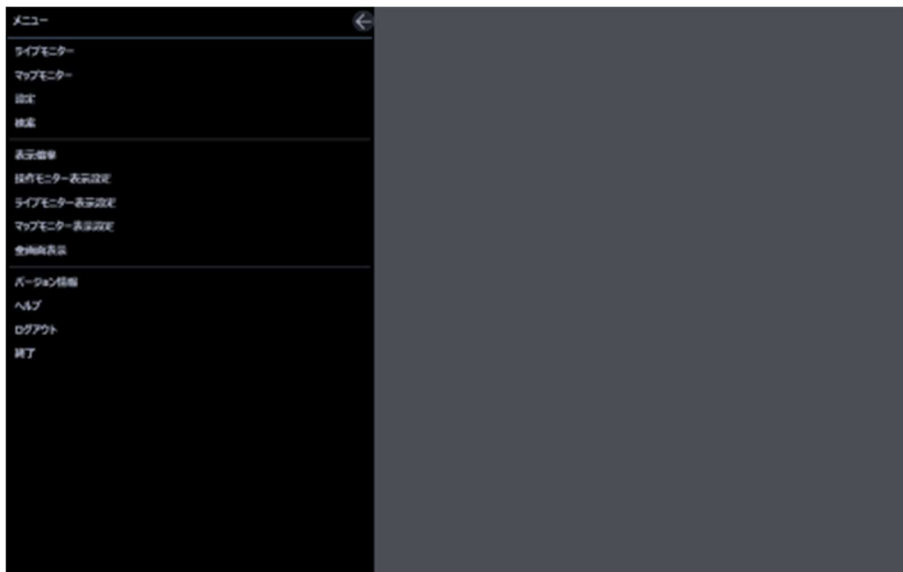 メニュー
ライブモニター
マップモニター
設定
検索
表示倍率
操作モニター表示設定
ライブモニター表示設定
マップモニター表示設定
全画面表示
バージョン情報
ヘルプ
ログアウト
終了